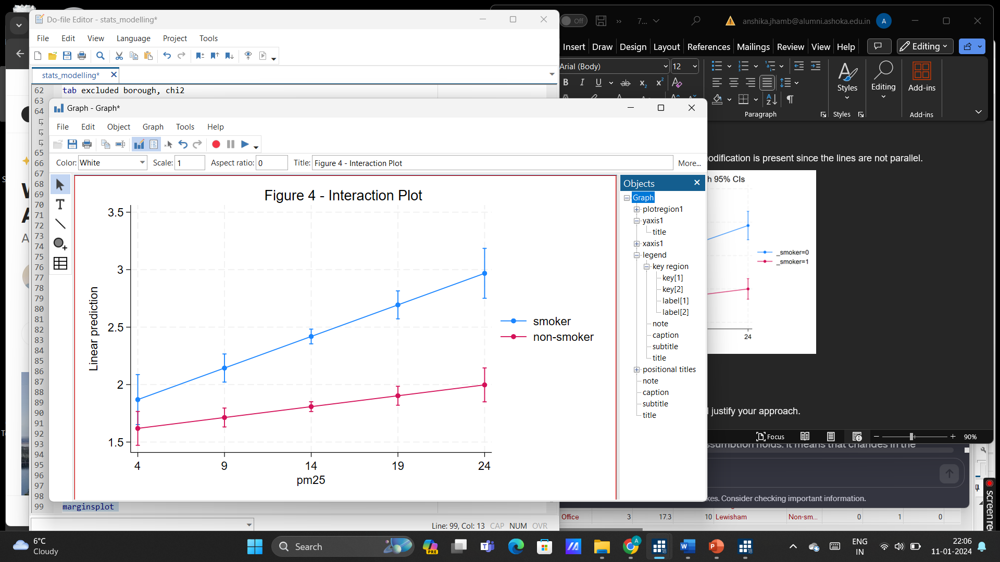 Do-file Editor - stats_modelling*
File Edit View Language Project Tools
stats_modelling*
62 tab excluded borough, chi2
63
64
65
66
67
68
69
70
71
72
73
74
75
76
77
78
79
80
81
82
83
84
85
86
87
88
89
90
91
92
93
94
95
96
97
98
99 marginsplot
Line: 99, Col: 13 CAP NUM OVR
Graph - Graph*
File Edit Object Graph Tools Help
Color: White Scale: 1 Aspect ratio: 0 Title: Figure 4 - Interaction Plot More...
Figure 4 - Interaction Plot
3.5
3
2.5
2
1.5
Linear prediction
4 9 14 19 24
pm25
smoker
non-smoker
Objects
Graph
plotregion1
yaxis1
title
xaxis1
legend
key region
key[1]
key[2]
label[1]
label[2]
note
caption
subtitle
title
positional titles
note
caption
subtitle
title
Off 7... anshika.jhamb@alumni.ashoka.edu.in A
Insert Draw Design Layout References Mailings Review View Help Editing
Arial (Body) 12
B I U ab x2 x2 A
Styles Editing Add-ins
Paragraph Styles Add-ins
odification is present since the lines are not parallel.
h 95% CIs
_smoker=0
_smoker=1
24
justify your approach.
Focus 90%
ssumption holds. It means that changes in the
kes. Consider checking important information.
Office 3 17.3 10 Lewisham Non-sm... 0 1 0
screen re
6°C
Cloudy
Search
PRE
18
18
ENG
IN
22:06
11-01-2024